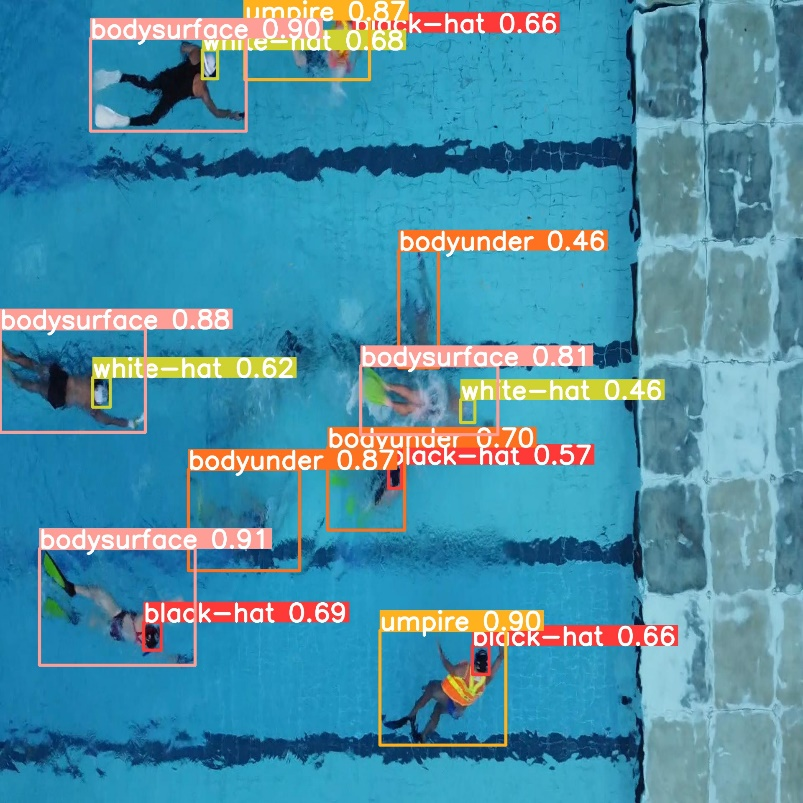 umpire 0.87
black-hat 0.66
bodysurface 0.90
white-hat 0.68
bodyunder 0.46
bodysurface 0.88
bodysurface 0.81
white-hat 0.62
white-hat 0.46
bodyunder 0.70
bodyunder 0.87
black-hat 0.57
bodysurface 0.91
black-hat 0.69
umpire 0.90
black-hat 0.66